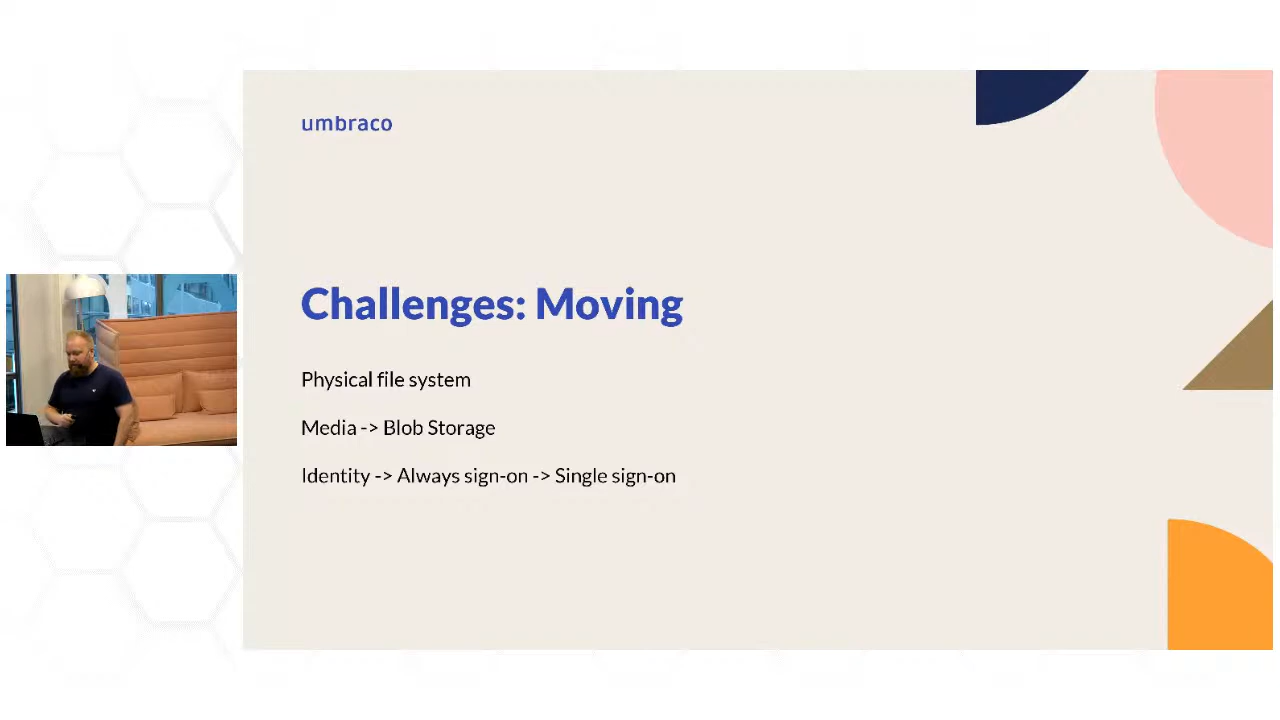 umbraco
Challenges: Moving
Physical file system
Media -> Blob Storage
Identity -> Always sign-on -> Single sign-on